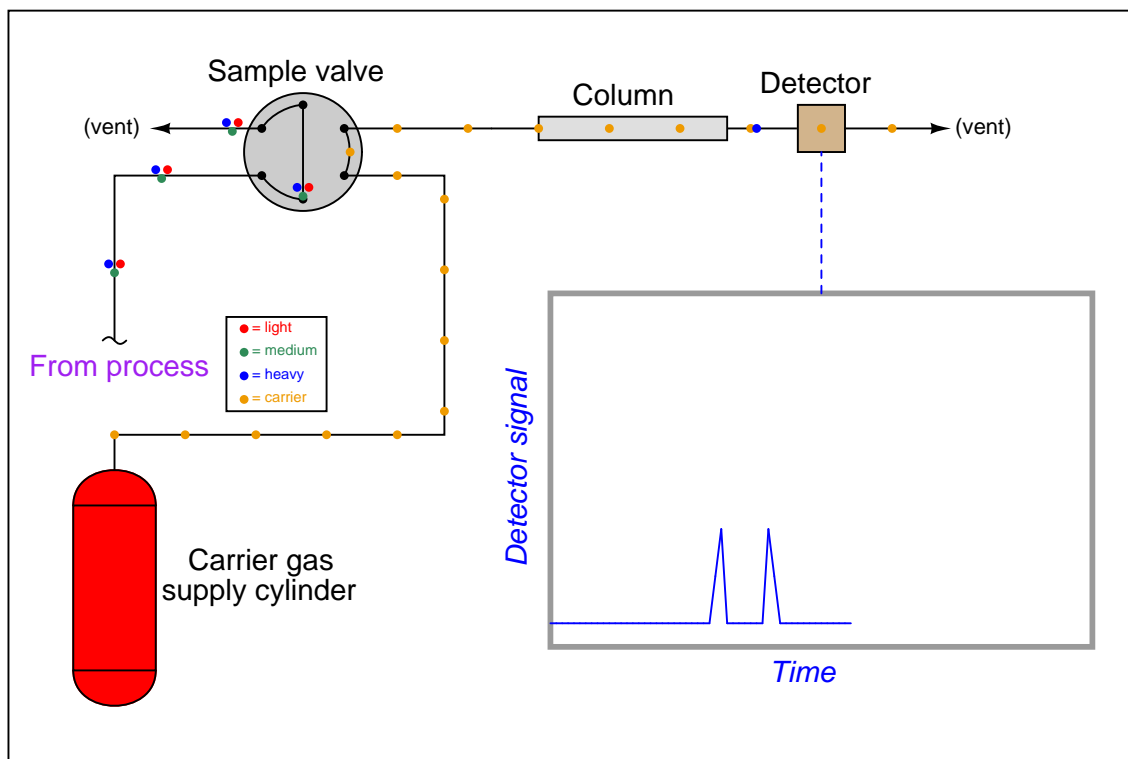 Sample valve
Column
Detector
(vent)
(vent)
= light
= medium
= heavy
= carrier
From process
Detector signal
Carrier gas
supply cylinder
Time